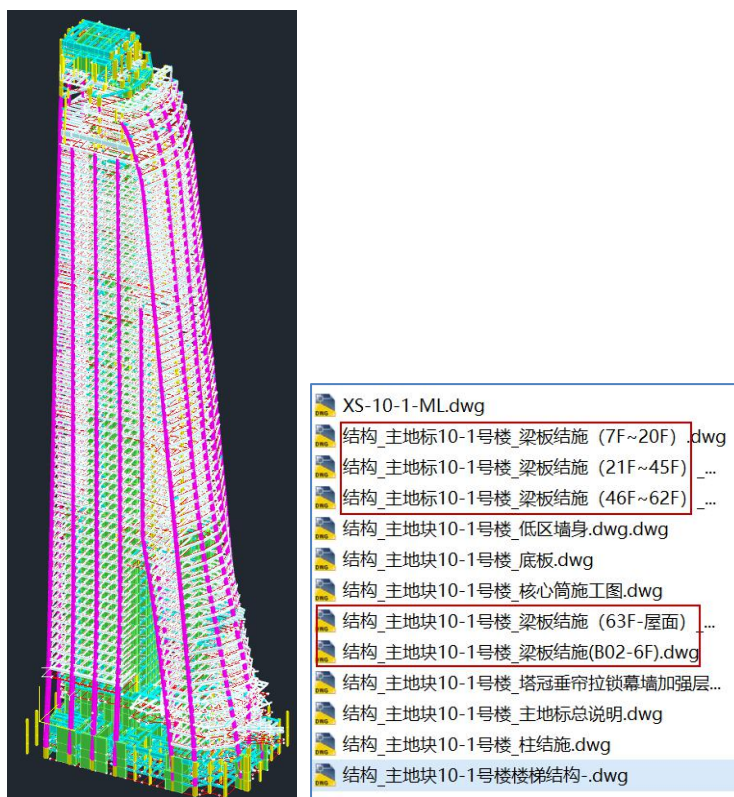 XS-10-1-ML.dwg
结构_主地标10-1号楼_梁板结施（7F~20F）.dwg
结构_主地标10-1号楼_梁板结施（21F~45F）_...
结构_主地标10-1号楼_梁板结施（46F~62F）_...
结构_主地块10-1号楼_低区墙身.dwg.dwg
结构_主地块10-1号楼_底板.dwg
结构_主地块10-1号楼_核心筒施工图.dwg
结构_主地块10-1号楼_梁板结施（63F-屋面）_...
结构_主地块10-1号楼_梁板结施(B02-6F).dwg
结构_主地块10-1号楼_塔冠垂帘拉锁幕墙加强层...
结构_主地块10-1号楼_主地标总说明.dwg
结构_主地块10-1号楼_柱结施.dwg
结构_主地块10-1号楼楼梯结构-.dwg